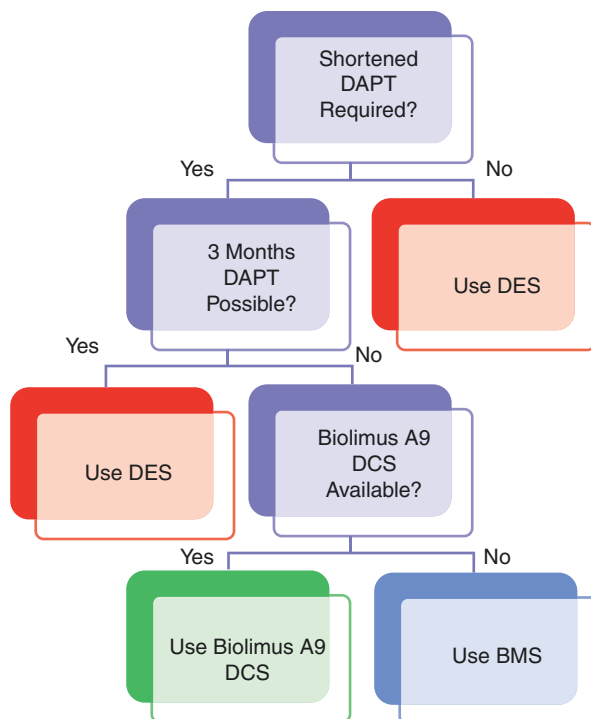 Shortened
DAPT
Required?
Yes
No
3 Months
DAPT
Possible?
Use DES
Yes
No
Use DES
Biolimus A9
DCS
Available?
Yes
No
Use Biolimus A9
DCS
Use BMS